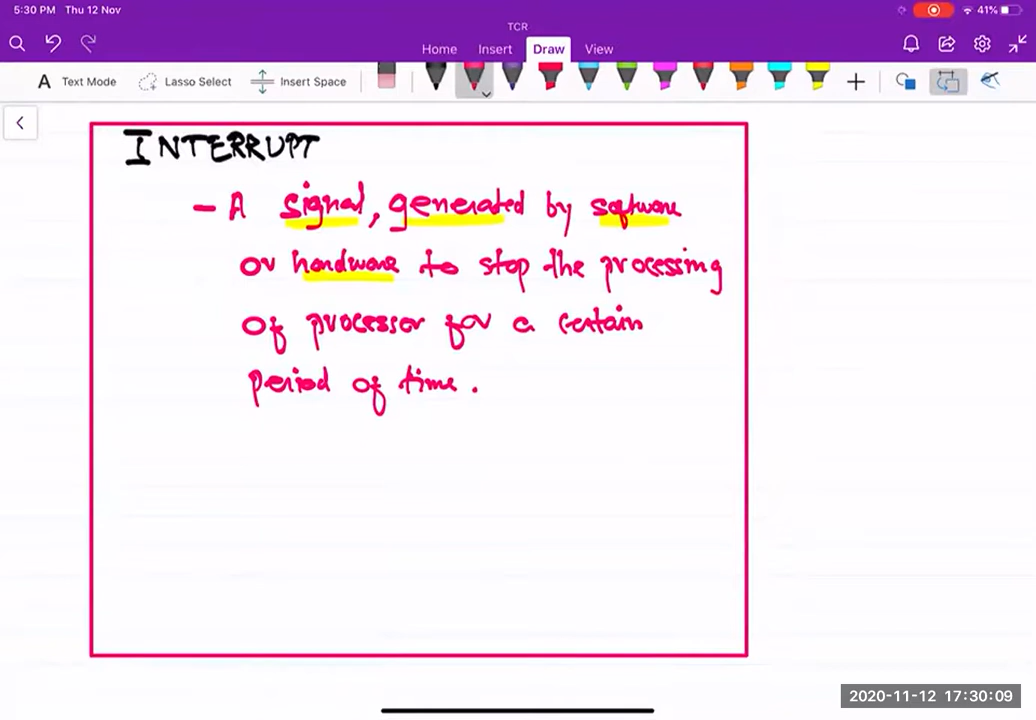 5:30 PM Thu 12 Nov
41%
TCR
Home Insert Draw View
A Text Mode Lasso Select Insert Space
INTERRUPT
- A signal, generated by software
or hardware to stop the processing
of processor for a certain
period of time.
2020-11-12 17:30:09